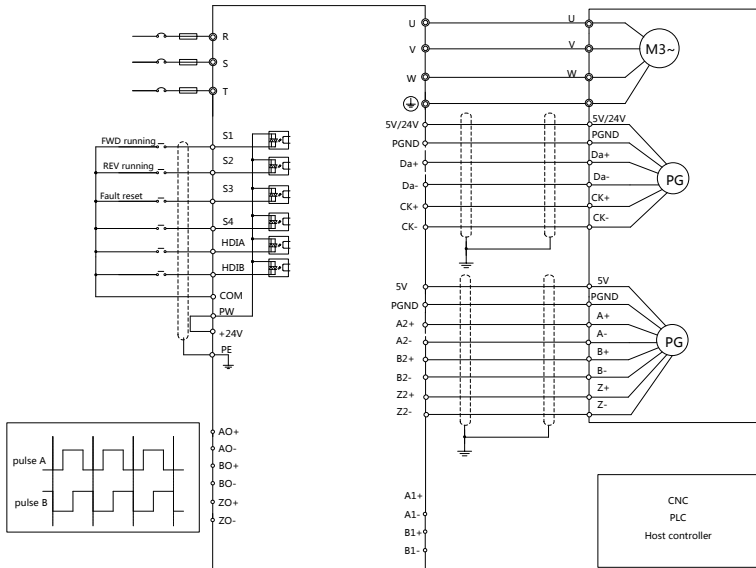 R
S
T
FWD running
REV running
Fault reset
S1
S2
S3
S4
HDIA
HDIB
COM
PW
+24V
PE
pulse A
pulse B
AO+
AO-
BO+
BO-
ZO+
ZO-
U
V
W
5V/24V
PGND
Da+
Da-
CK+
CK-
5V
PGND
A2+
A2-
B2+
B2-
Z2+
Z2-
A1+
A1-
B1+
B1-
U
V
W
M3~
5V/24V
PGND
Da+
Da-
CK+
CK-
PG
5V
PGND
A+
A-
B+
B-
Z+
Z-
PG
CNC
PLC
Host controller